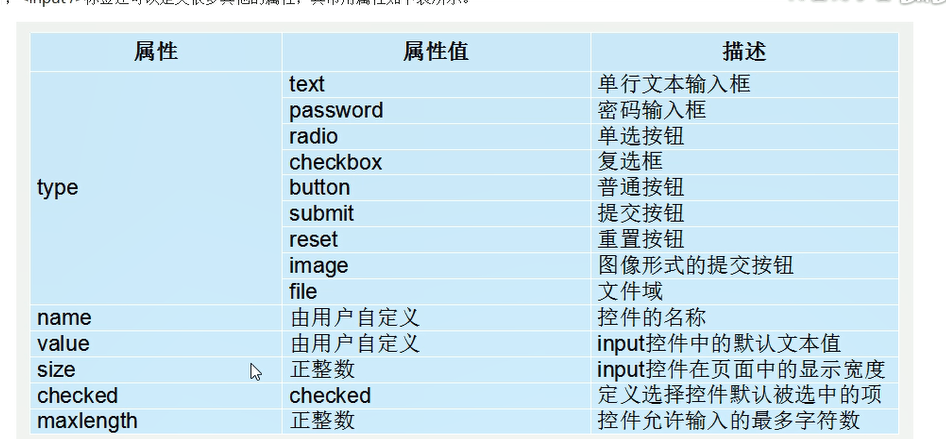 属性 属性值 描述
type
text 单行文本输入框
password 密码输入框
radio 单选按钮
checkbox 复选框
button 普通按钮
submit 提交按钮
reset 重置按钮
image 图像形式的提交按钮
file 文件域
name 由用户自定义 控件的名称
value 由用户自定义 input控件中的默认文本值
size 正整数 input控件在页面中的显示宽度
checked checked 定义选择控件默认被选中的项
maxlength 正整数 控件允许输入的最多字符数